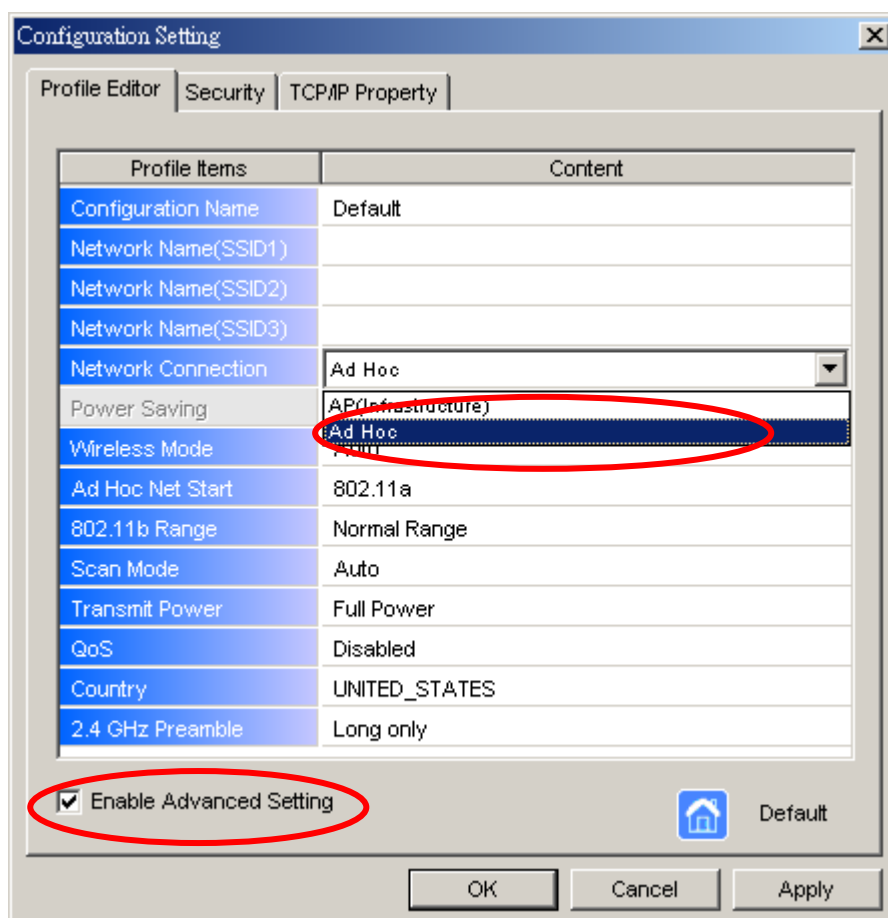 Configuration Setting
Profile Editor Security TCP/IP Property
Profile Items Content
Configuration Name Default
Network Name(SSID1)
Network Name(SSID2)
Network Name(SSID3)
Network Connection Ad Hoc
AP(Infrastructure)
Power Saving
Ad Hoc
Wireless Mode Auto
Ad Hoc Net Start 802.11a
802.11b Range Normal Range
Scan Mode Auto
Transmit Power Full Power
QoS Disabled
Country UNITED_STATES
2.4 GHz Preamble Long only
Enable Advanced Setting
Default
OK Cancel Apply